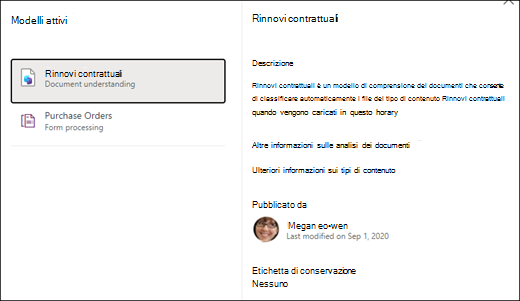 Modelli attivi
Rinnovi contrattuali
Document understanding
Purchase Orders
Form processing
Rinnovi contrattuali
Descrizione
Rinnovi contrattuali è un modello di comprensione dei documenti che consente
di classificare automaticamente i file del tipo di contenuto Rinnovi contrattuali
quando vengono caricati in questo horary
Altre informazioni sulle analisi dei documenti
Ulteriori informazioni sui tipi di contenuto
Pubblicato da
Megan eo•wen
Last modified on Sep 1, 2020
Etichetta di conservazione
Nessuno